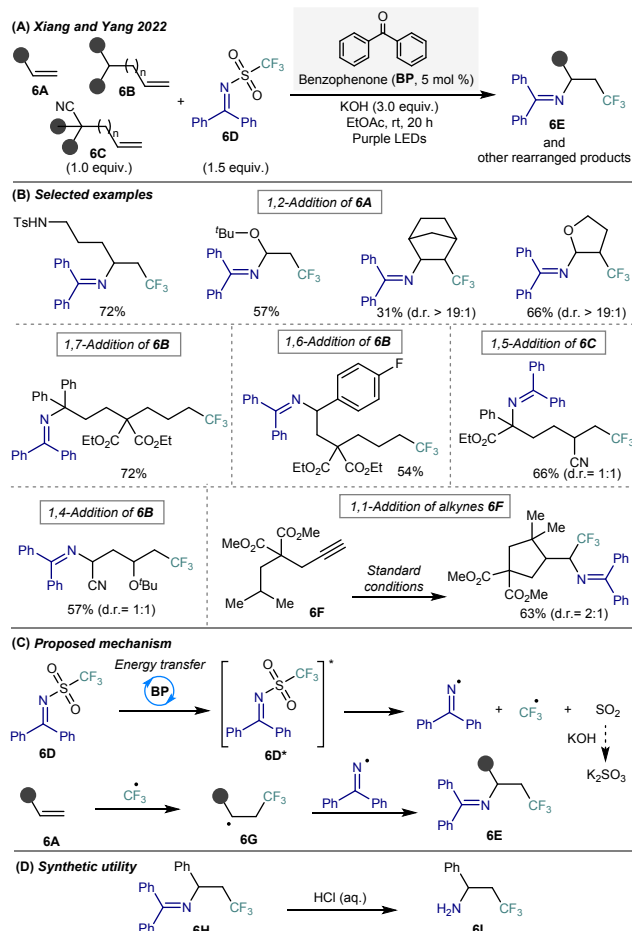 (A) Xiang and Yang 2022
6A
n
6B
NC
n
6C
(1.0 equiv.)
+
O
S
CF3
N
O
Ph Ph
6D
(1.5 equiv.)
O
Benzophenone (BP, 5 mol %)
KOH (3.0 equiv.)
EtOAc, rt, 20 h
Purple LEDs
Ph N
Ph CF3
6E
and
other rearranged products
(B) Selected examples
1,2-Addition of 6A
TsHN
Ph N
Ph CF3
72%
tBuO
Ph N
Ph CF3
57%
Ph N
Ph CF3
31% (d.r. > 19:1)
O
Ph N
Ph CF3
66% (d.r. > 19:1)
1,7-Addition of 6B
Ph Ph
N
CF3
Ph Ph
EtO2C CO2Et
72%
1,6-Addition of 6B
F
Ph N
Ph
CF3
EtO2C CO2Et
54%
1,5-Addition of 6C
Ph
N Ph
Ph
EtO2C CF3
CN
66% (d.r.= 1:1)
1,4-Addition of 6B
Ph N
Ph CF3
CN OtBu
57% (d.r.= 1:1)
1,1-Addition of alkynes 6F
CO2Me
MeO2C
Me Me
6F
Standard
conditions
Me
Me CF3
MeO2C N Ph
CO2Me Ph
63% (d.r.= 2:1)
(C) Proposed mechanism
O
S CF3
N O
Ph Ph
6D
Energy transfer
BP
O
S CF3
N O
Ph Ph
*
6D*
N•
Ph Ph
+ CF3• + SO2
KOH
K2SO3
6A
CF3•
CF3
6G
N•
Ph Ph
Ph N
Ph CF3
6E
(D) Synthetic utility
Ph
Ph N
Ph CF3
6H
HCl (aq.)
Ph
H2N CF3
6I